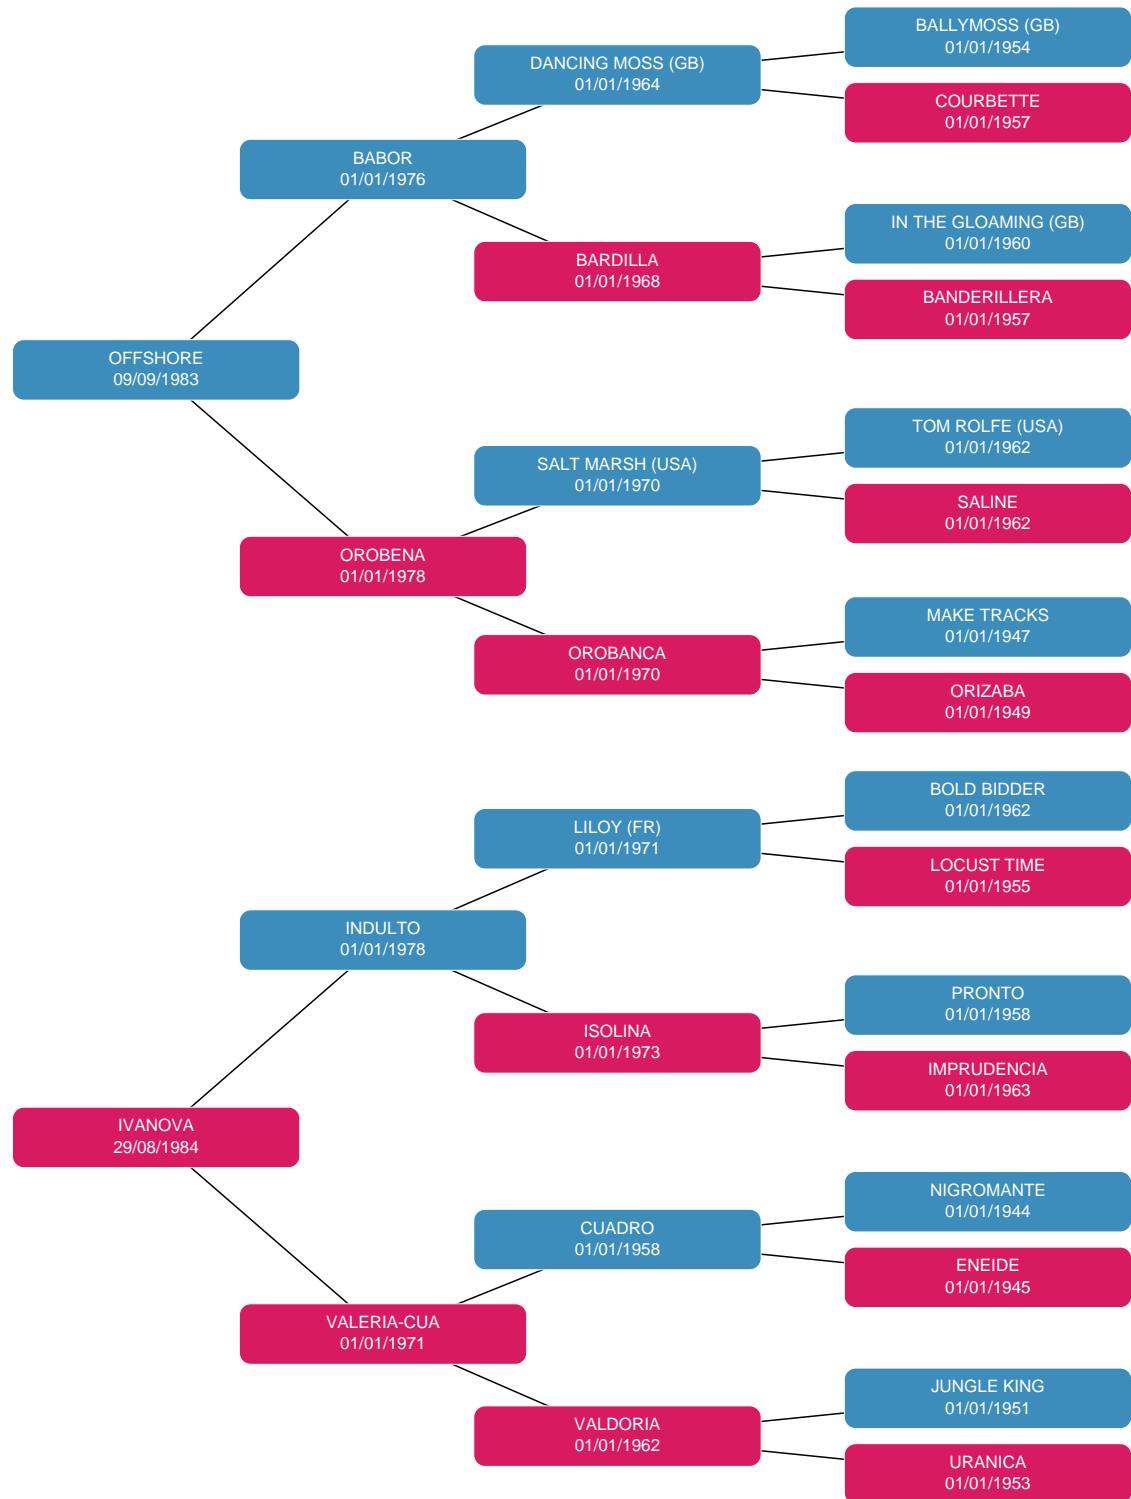 BALLYMOSS (GB)
01/01/1954
DANCING MOSS (GB)
01/01/1964
COURBETTE
01/01/1957
BABOR
01/01/1976
IN THE GLOAMING (GB)
01/01/1960
BARDILLA
01/01/1968
BANDERILLERA
01/01/1957
OFFSHORE
09/09/1983
TOM ROLFE (USA)
01/01/1962
SALT MARSH (USA)
01/01/1970
SALINE
01/01/1962
OROBENA
01/01/1978
MAKE TRACKS
01/01/1947
OROBANCA
01/01/1970
ORIZABA
01/01/1949
BOLD BIDDER
01/01/1962
LILOY (FR)
01/01/1971
LOCUST TIME
01/01/1955
INDULTO
01/01/1978
PRONTO
01/01/1958
ISOLINA
01/01/1973
IMPRUDENCIA
01/01/1963
IVANOVA
29/08/1984
NIGROMANTE
01/01/1944
CUADRO
01/01/1958
ENEIDE
01/01/1945
VALERIA-CUA
01/01/1971
JUNGLE KING
01/01/1951
VALDORIA
01/01/1962
URANICA
01/01/1953